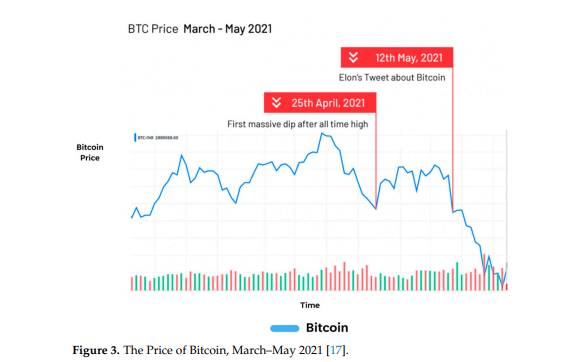 BTC Price March - May 2021
12th May, 2021
Elon's Tweet about Bitcoin
25th April, 2021
First massive dip after all time high
Bitcoin
Price
Time
Bitcoin
Figure 3. The Price of Bitcoin, March–May 2021 [17].